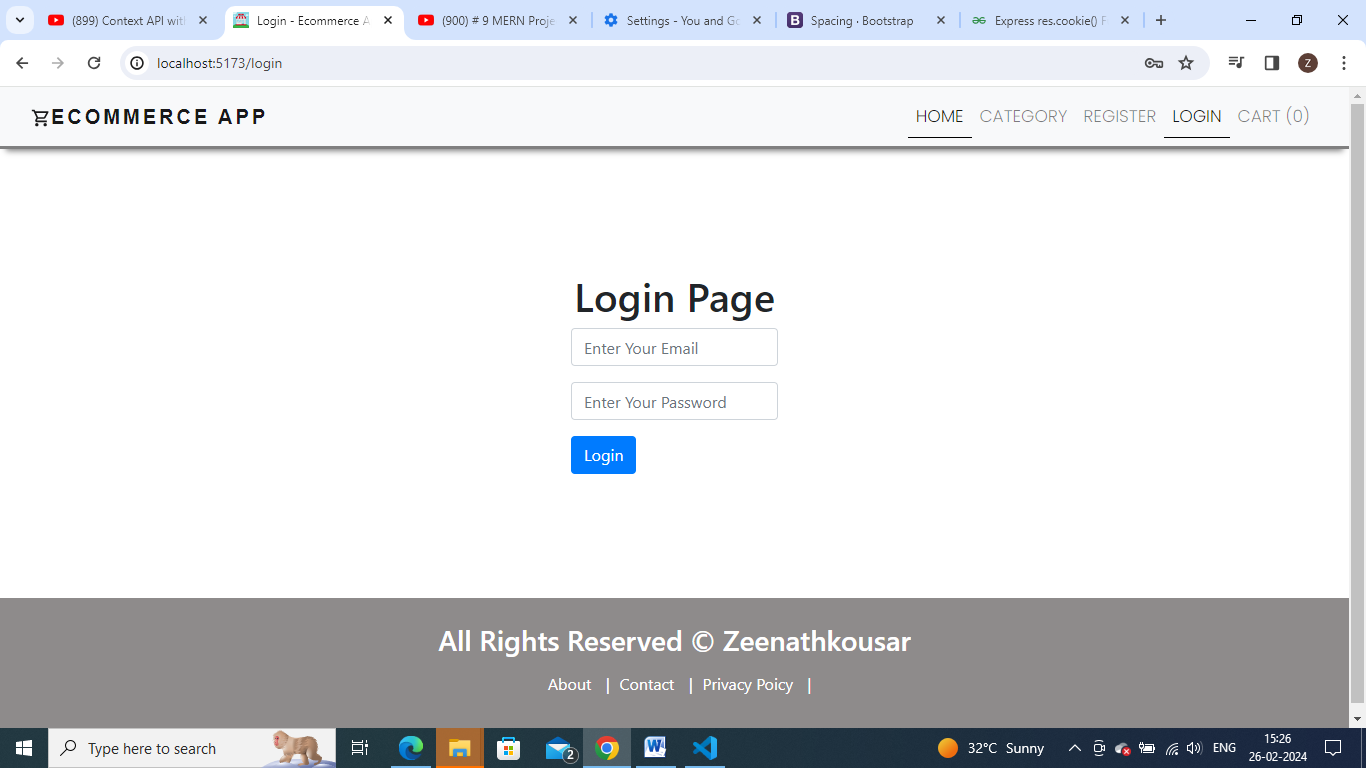 (899) Context API with
Login - Ecommerce A
(900) # 9 MERN Proje
Settings - You and Go
Spacing · Bootstrap
Express res.cookie() F
localhost:5173/login
Z
ECOMMERCE APP
HOME CATEGORY REGISTER LOGIN CART (0)
Login Page
Enter Your Email
Enter Your Password
Login
All Rights Reserved © Zeenathkousar
About | Contact | Privacy Poicy |
Type here to search
2
32°C Sunny
ENG
15:26
26-02-2024